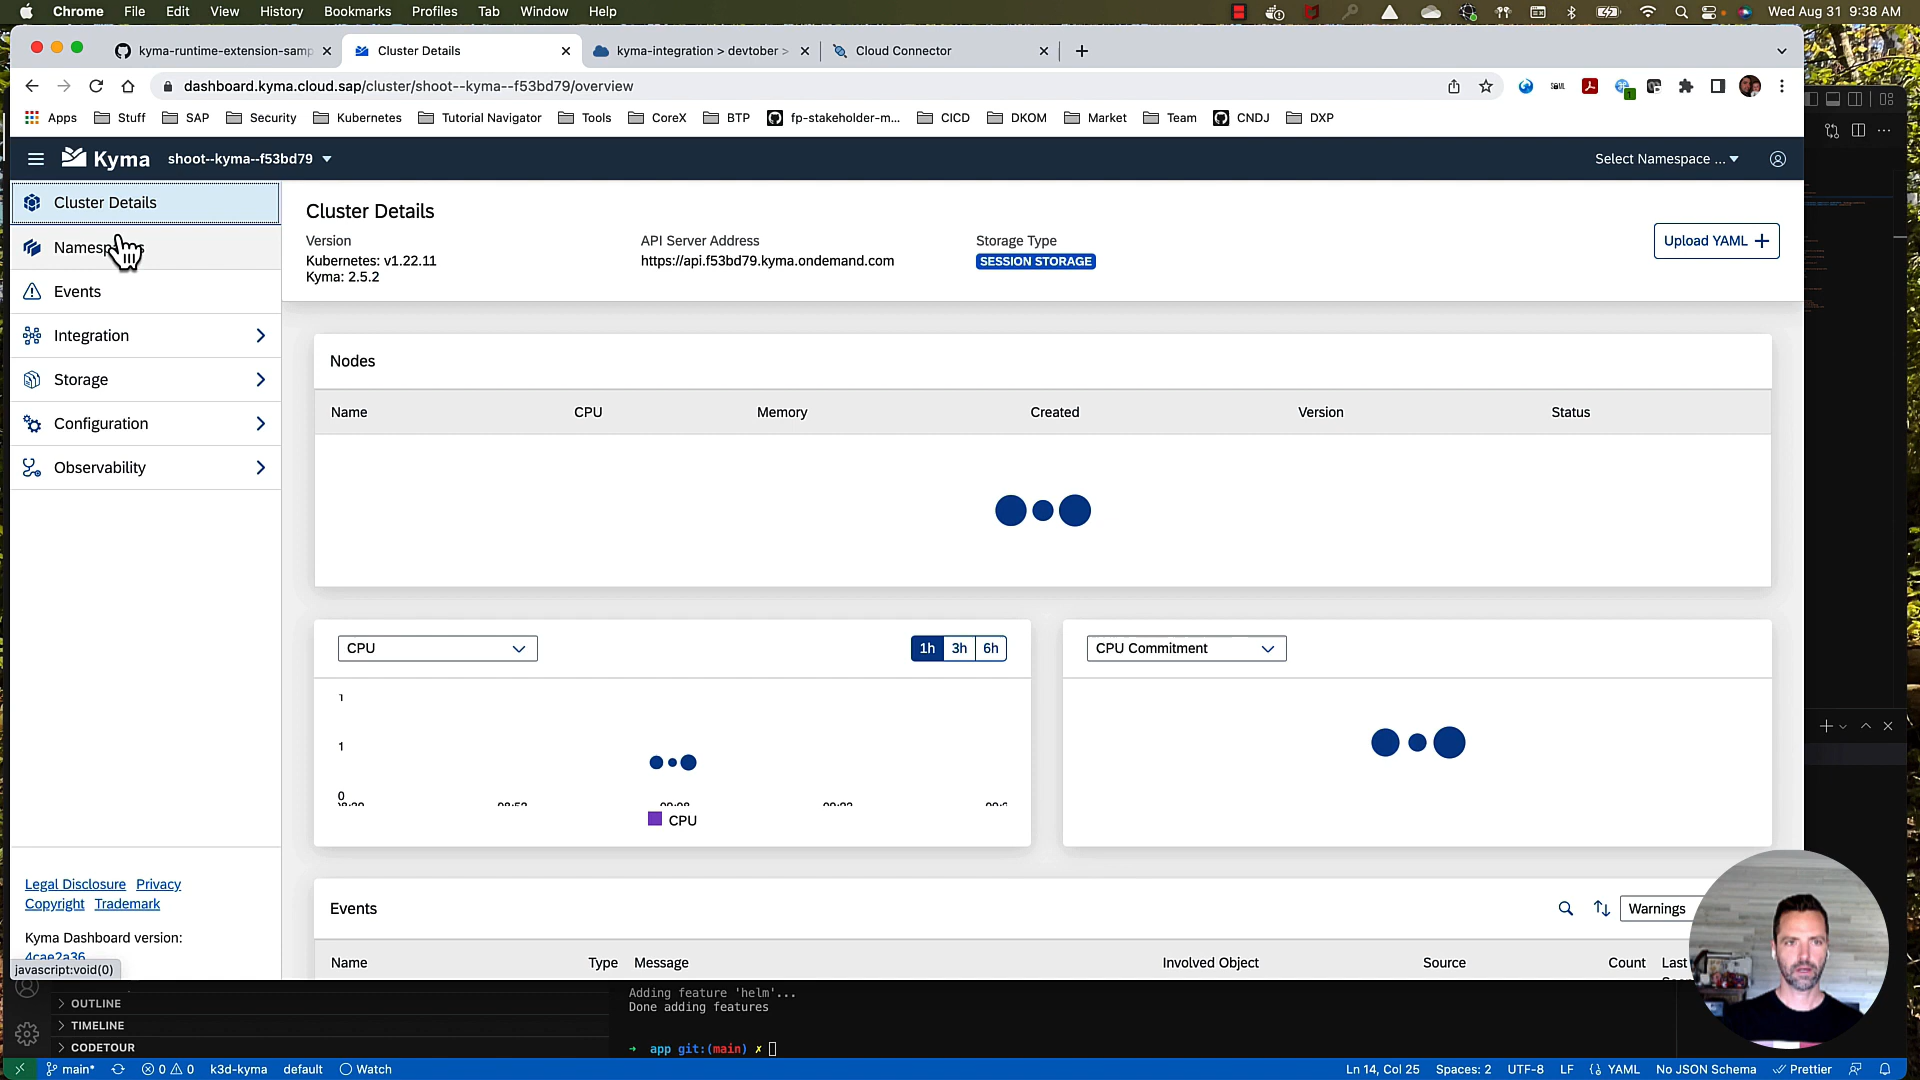 Chrome File Edit View History Bookmarks Profiles Tab Window Help
Wed Aug 31 9:38 AM
kyma-runtime-extension-samp
Cluster Details
kyma-integration > devtober >
Cloud Connector
dashboard.kyma.cloud.sap/cluster/shoot--kyma--f53bd79/overview
Apps Stuff SAP Security Kubernetes Tutorial Navigator Tools CoreX BTP fp-stakeholder-m... CICD DKOM Market Team CNDJ DXP
Kyma shoot--kyma--f53bd79 Select Namespace ...
Cluster Details
Events
Integration
Storage
Configuration
Observability
Legal Disclosure Privacy
Copyright Trademark
Kyma Dashboard version:
4cae2a36
javascript:void(0)
Cluster Details
Version
Kubernetes: v1.22.11
Kyma: 2.5.2
API Server Address
https://api.f53bd79.kyma.ondemand.com
Storage Type
SESSION STORAGE
Upload YAML +
Nodes
Name CPU Memory Created Version Status
CPU 1h 3h 6h
1
1
0
CPU
CPU Commitment
Events Warnings
Name Type Message Involved Object Source Count Last
OUTLINE
TIMELINE
CODETOUR
Adding feature 'helm'...
Done adding features
→ app git:(main) ✗
main* 0 0 k3d-kyma default Watch
Ln 14, Col 25 Spaces: 2 UTF-8 LF {} YAML No JSON Schema Prettier